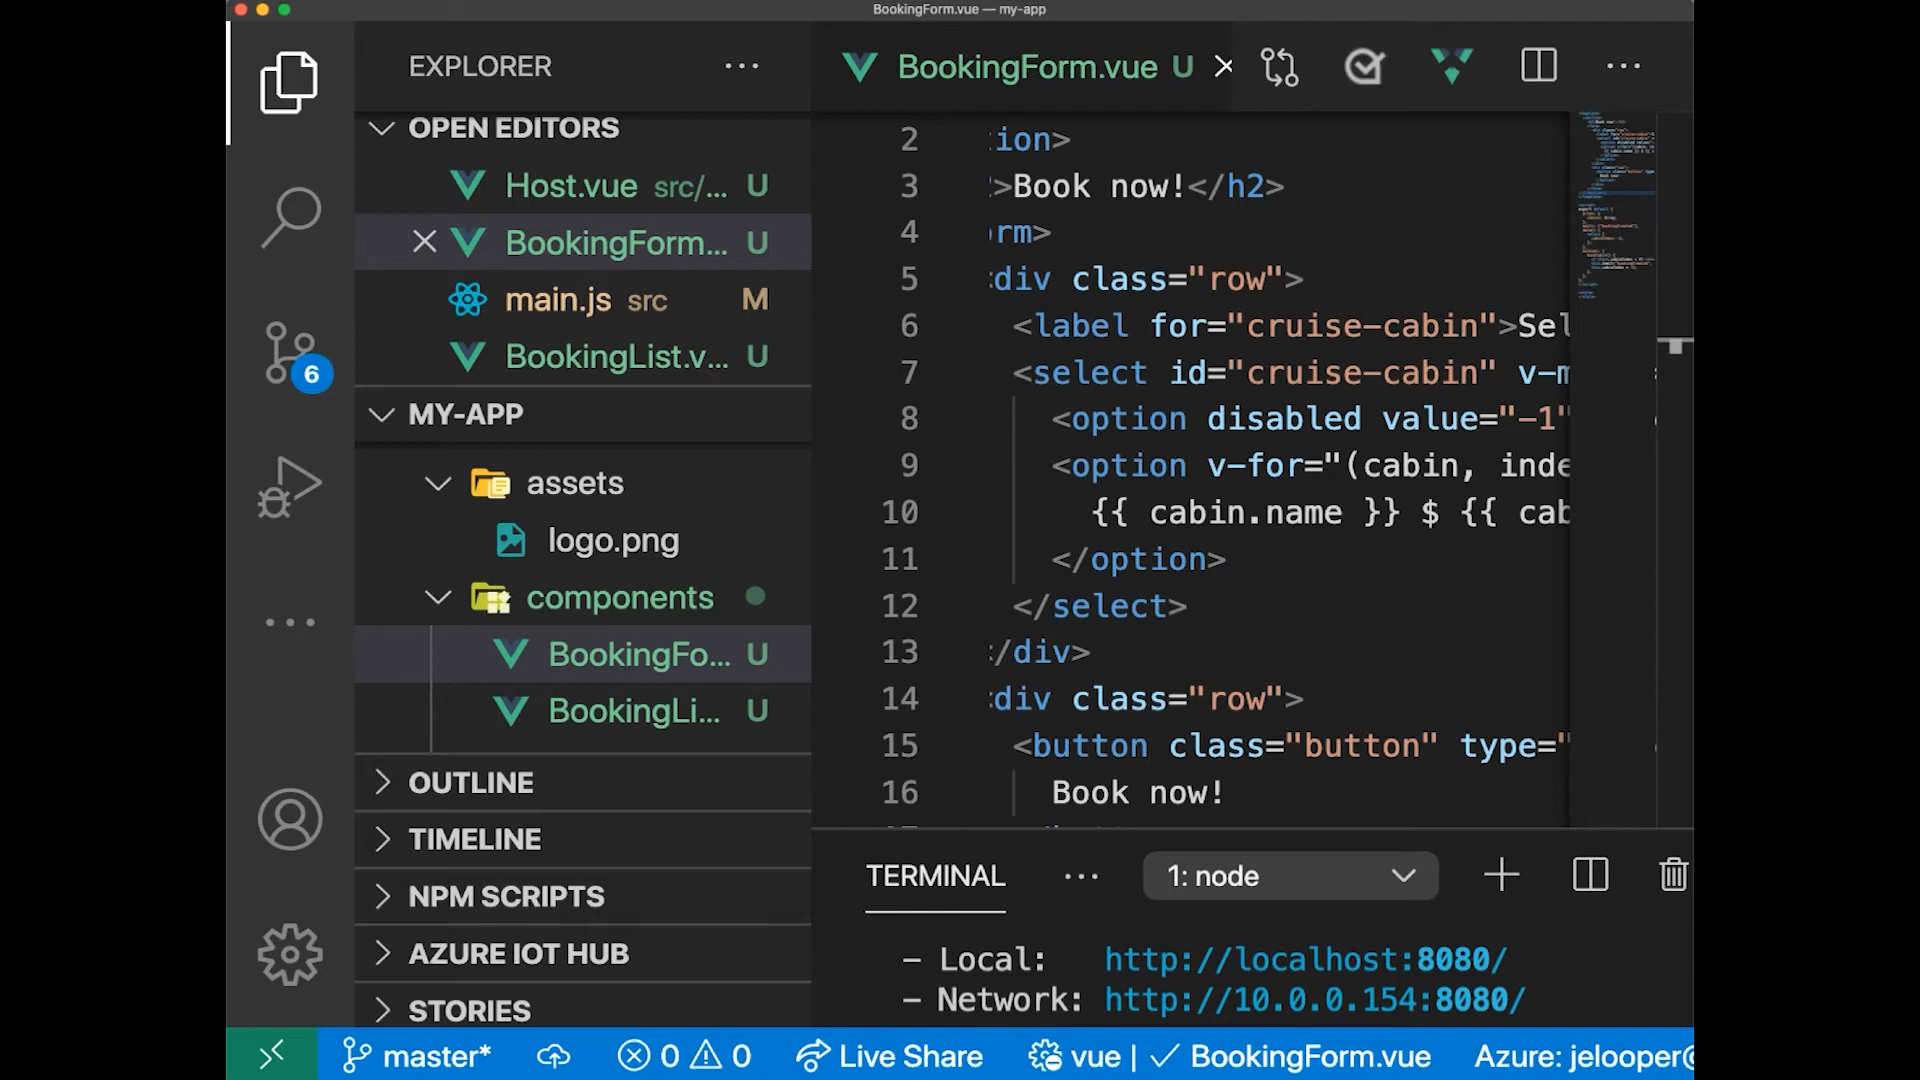 BookingForm.vue — my-app
EXPLORER
OPEN EDITORS
Host.vue src/... U
BookingForm... U
main.js src M
BookingList.v... U
MY-APP
assets
logo.png
components
BookingFo... U
BookingLi... U
OUTLINE
TIMELINE
NPM SCRIPTS
AZURE IOT HUB
STORIES
6
BookingForm.vue U
2 ion>
3 >Book now!</h2>
4 rm>
5 div class="row">
6 <label for="cruise-cabin">Sel
7 <select id="cruise-cabin" v-m
8 <option disabled value="-1"
9 <option v-for="(cabin, inde
10 {{ cabin.name }} $ {{ cab
11 </option>
12 </select>
13 /div>
14 div class="row">
15 <button class="button" type="
16 Book now!
TERMINAL ... 1: node
- Local: http://localhost:8080/
- Network: http://10.0.0.154:8080/
master* 0 0 Live Share vue | BookingForm.vue Azure: jelooper@